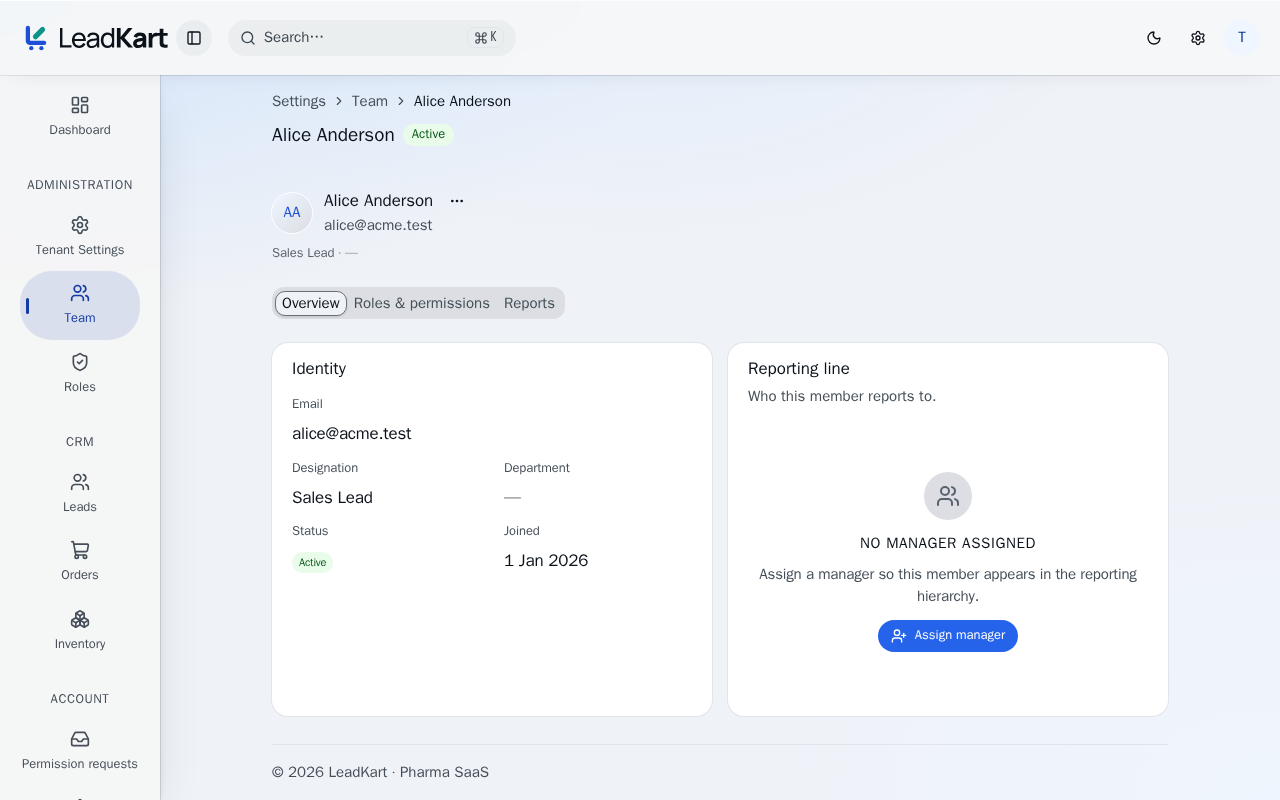 LeadKart
Search···
⌘ K
T
Dashboard
ADMINISTRATION
Tenant Settings
Team
Roles
CRM
Leads
Orders
Inventory
ACCOUNT
Permission requests
Settings > Team > Alice Anderson
Alice Anderson Active
AA
Alice Anderson ···
alice@acme.test
Sales Lead · —
Overview Roles & permissions Reports
Identity
Email
alice@acme.test
Designation Department
Sales Lead —
Status Joined
Active 1 Jan 2026
Reporting line
Who this member reports to.
NO MANAGER ASSIGNED
Assign a manager so this member appears in the reporting
hierarchy.
Assign manager
© 2026 LeadKart · Pharma SaaS